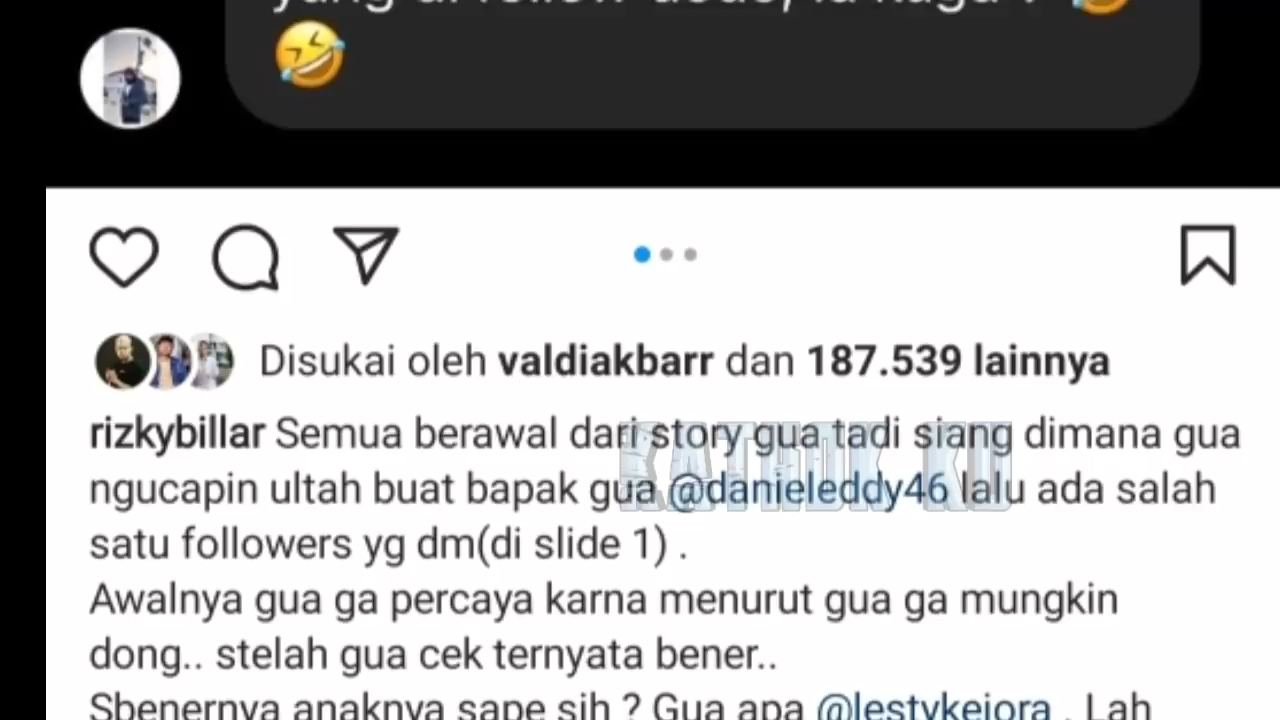 Disukai oleh valdiakbarr dan 187.539 lainnya
rizkybillar Semua berawal dari story gua tadi siang dimana gua
ngucapin ultah buat bapak gua @danieleddy46 lalu ada salah
satu followers yg dm(di slide 1) .
Awalnya gua ga percaya karna menurut gua ga mungkin
dong.. stelah gua cek ternyata bener..
Sbenernya anaknya sape sih ? Gua apa @lestykejora . Lah
KATHOK KU